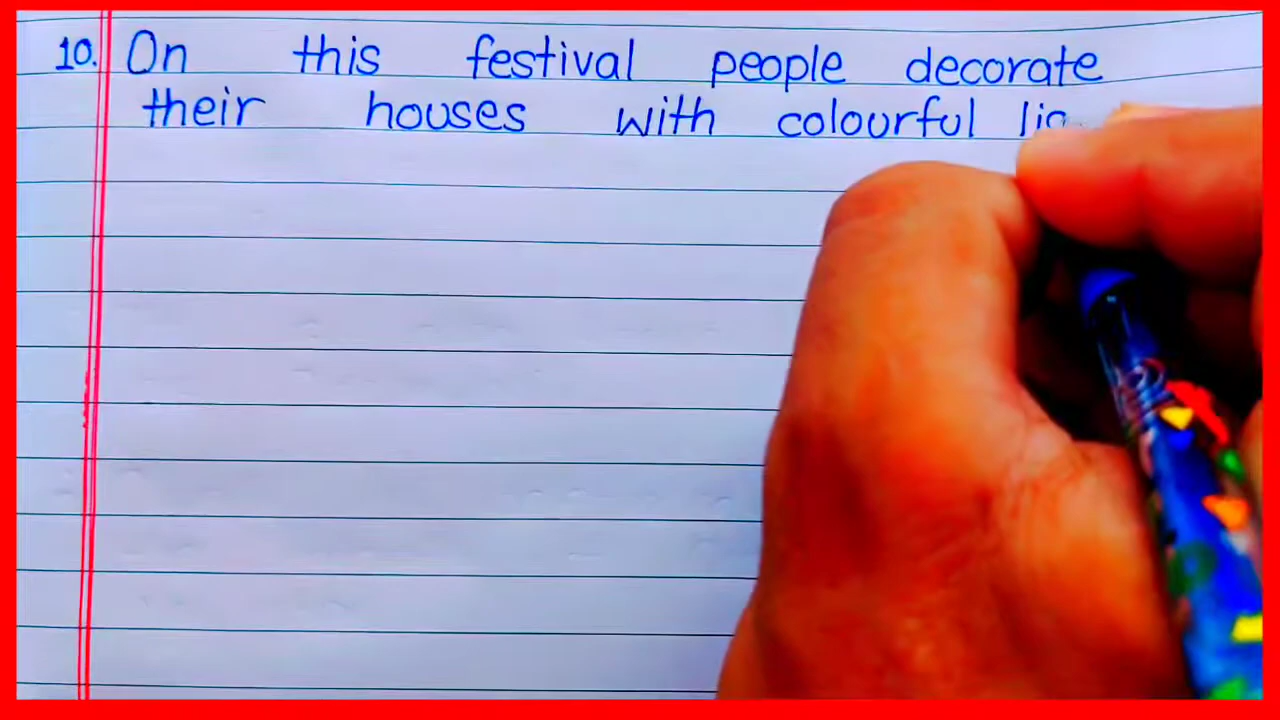 10. On this festival people decorate
their houses with colourful